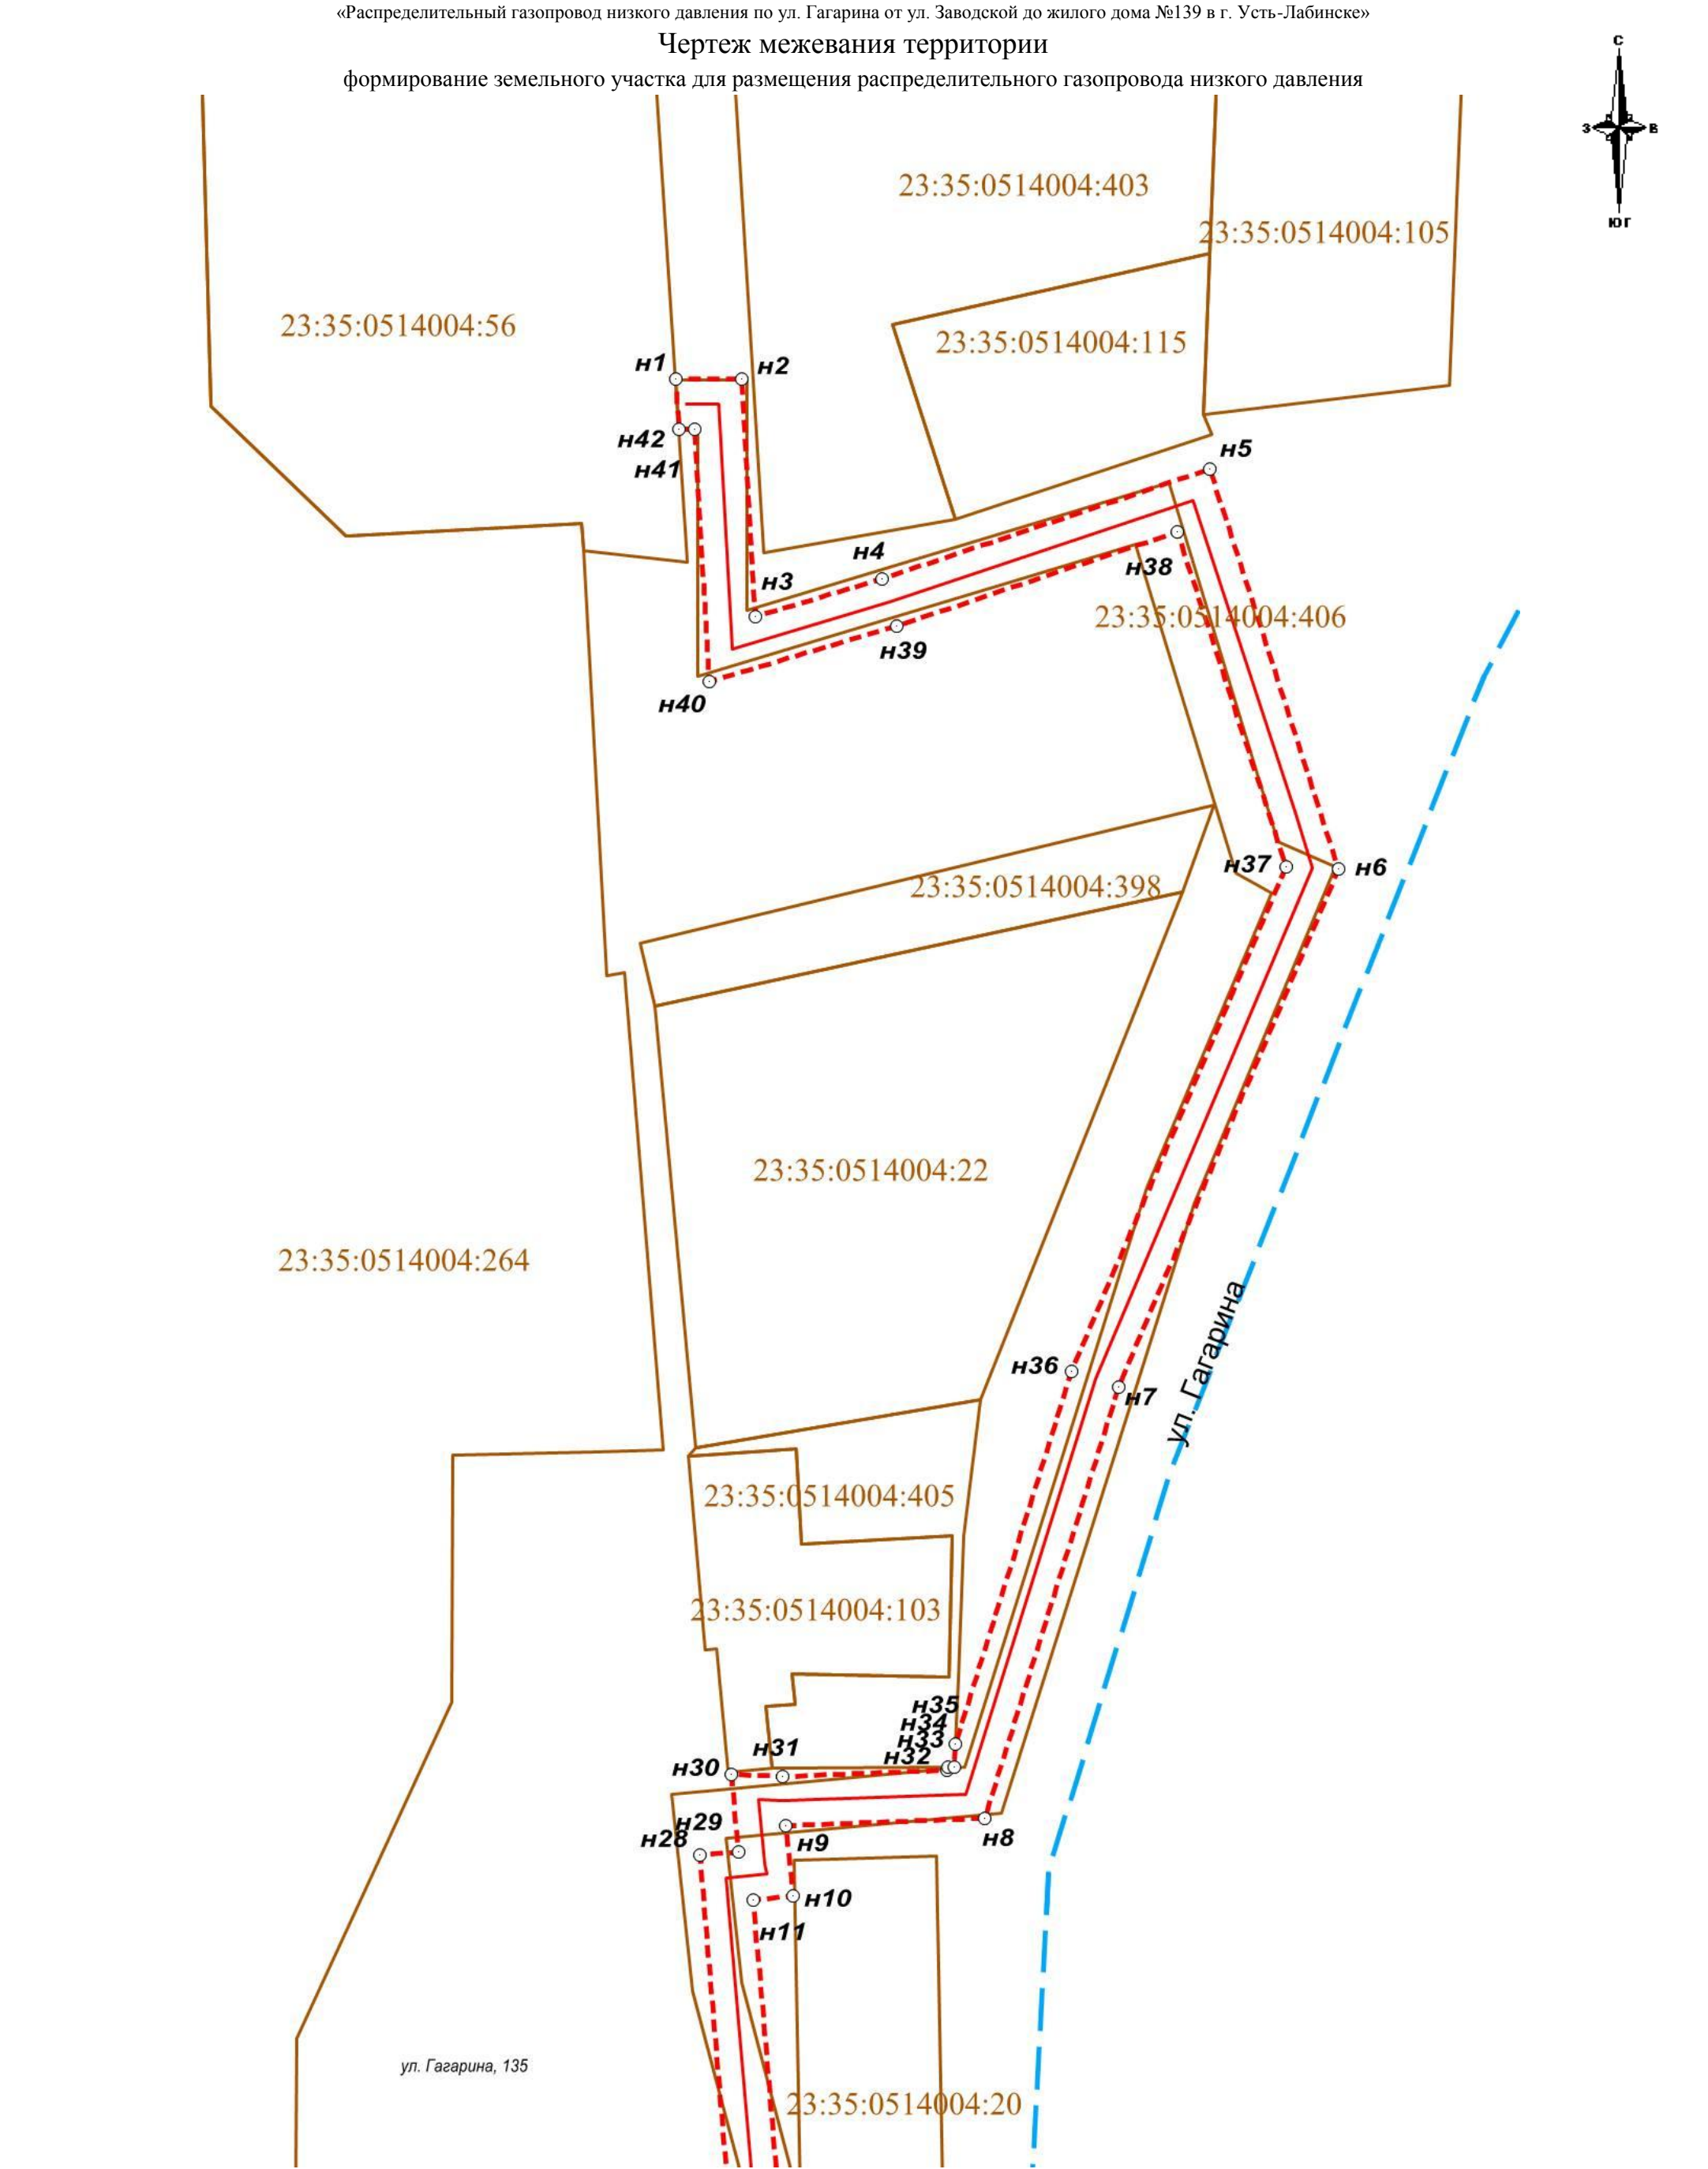 «Распределительный газопровод низкого давления по ул. Гагарина от ул. Заводской до жилого дома №139 в г. Усть-Лабинске»
Чертеж межевания территории
формирование земельного участка для размещения распределительного газопровода низкого давления
С
З
В
ЮГ
23:35:0514004:403
23:35:0514004:105
23:35:0514004:56
23:35:0514004:115
н1
н2
н42
н41
н5
н4
н3
н38
23:35:0514004:406
н39
н40
н37
н6
23:35:0514004:398
23:35:0514004:22
23:35:0514004:264
ул. Гагарина
н36
н7
23:35:0514004:405
23:35:0514004:103
н35
н34
н33
н32
н31
н30
н29
н28
н8
н9
н10
н11
ул. Гагарина, 135
23:35:0514004:20